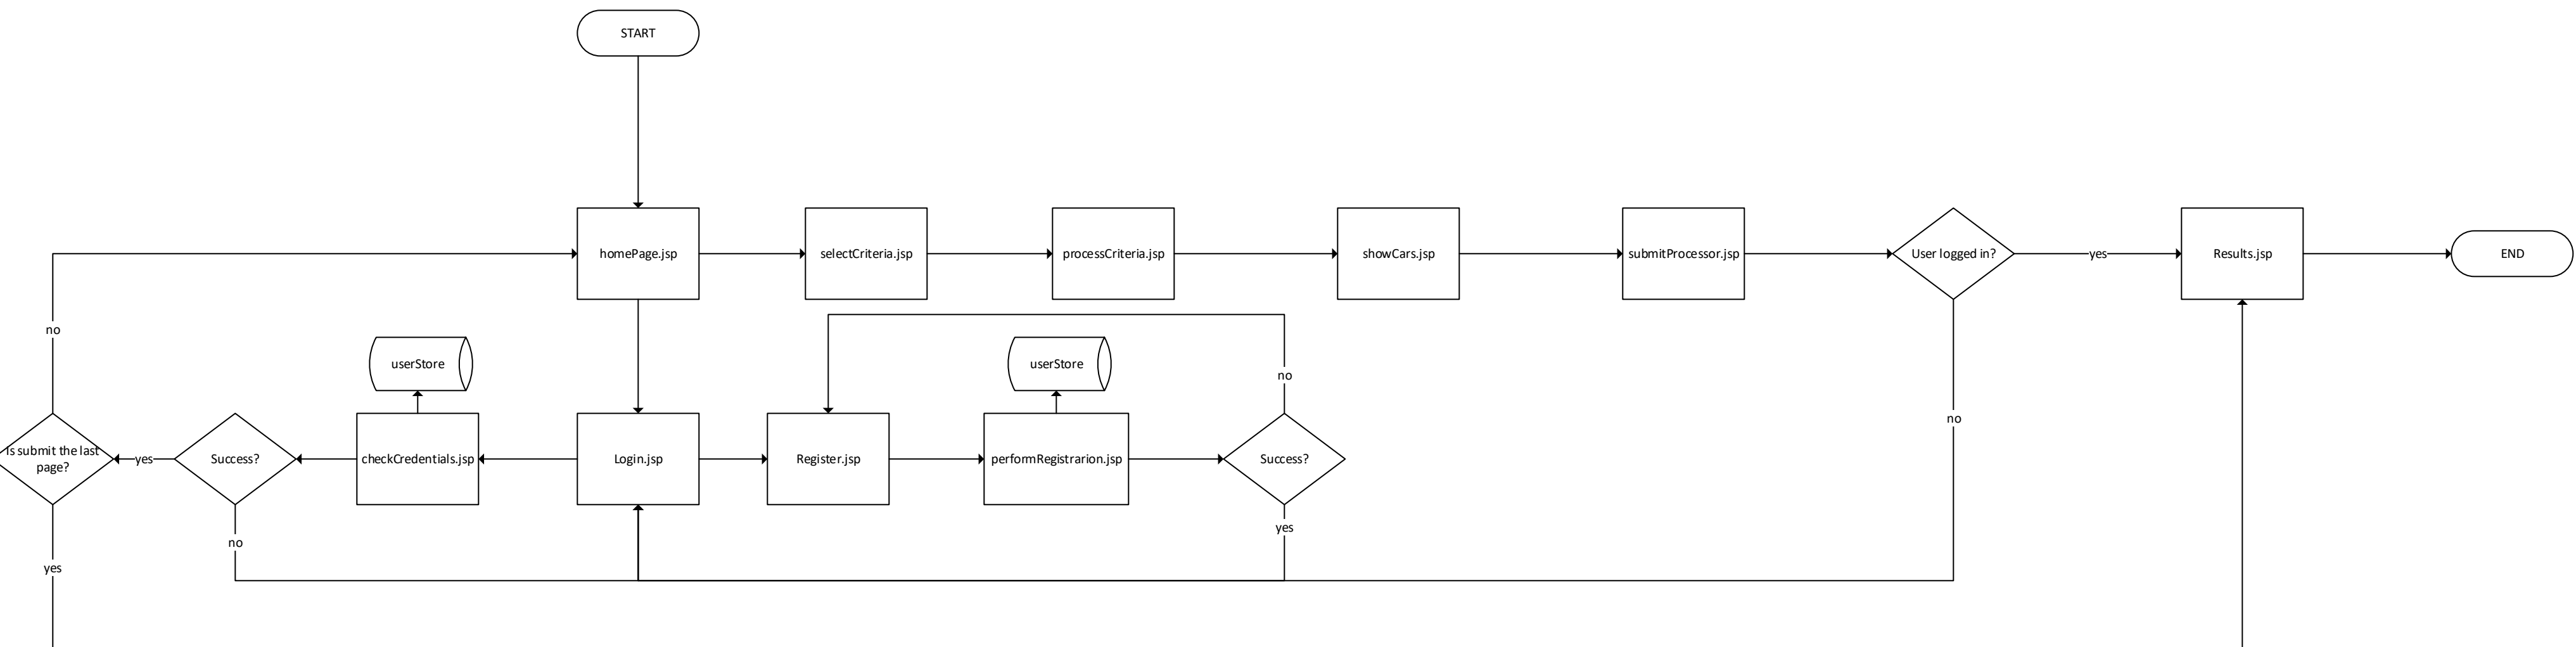 START
homePage.jsp
selectCriteria.jsp
processCriteria.jsp
showCars.jsp
submitProcessor.jsp
User logged in?
yes
Results.jsp
END
no
userStore
userStore
no
no
Is submit the last
page?
yes
Success?
checkCredentials.jsp
Login.jsp
Register.jsp
performRegistrarion.jsp
Success?
yes
no
yes